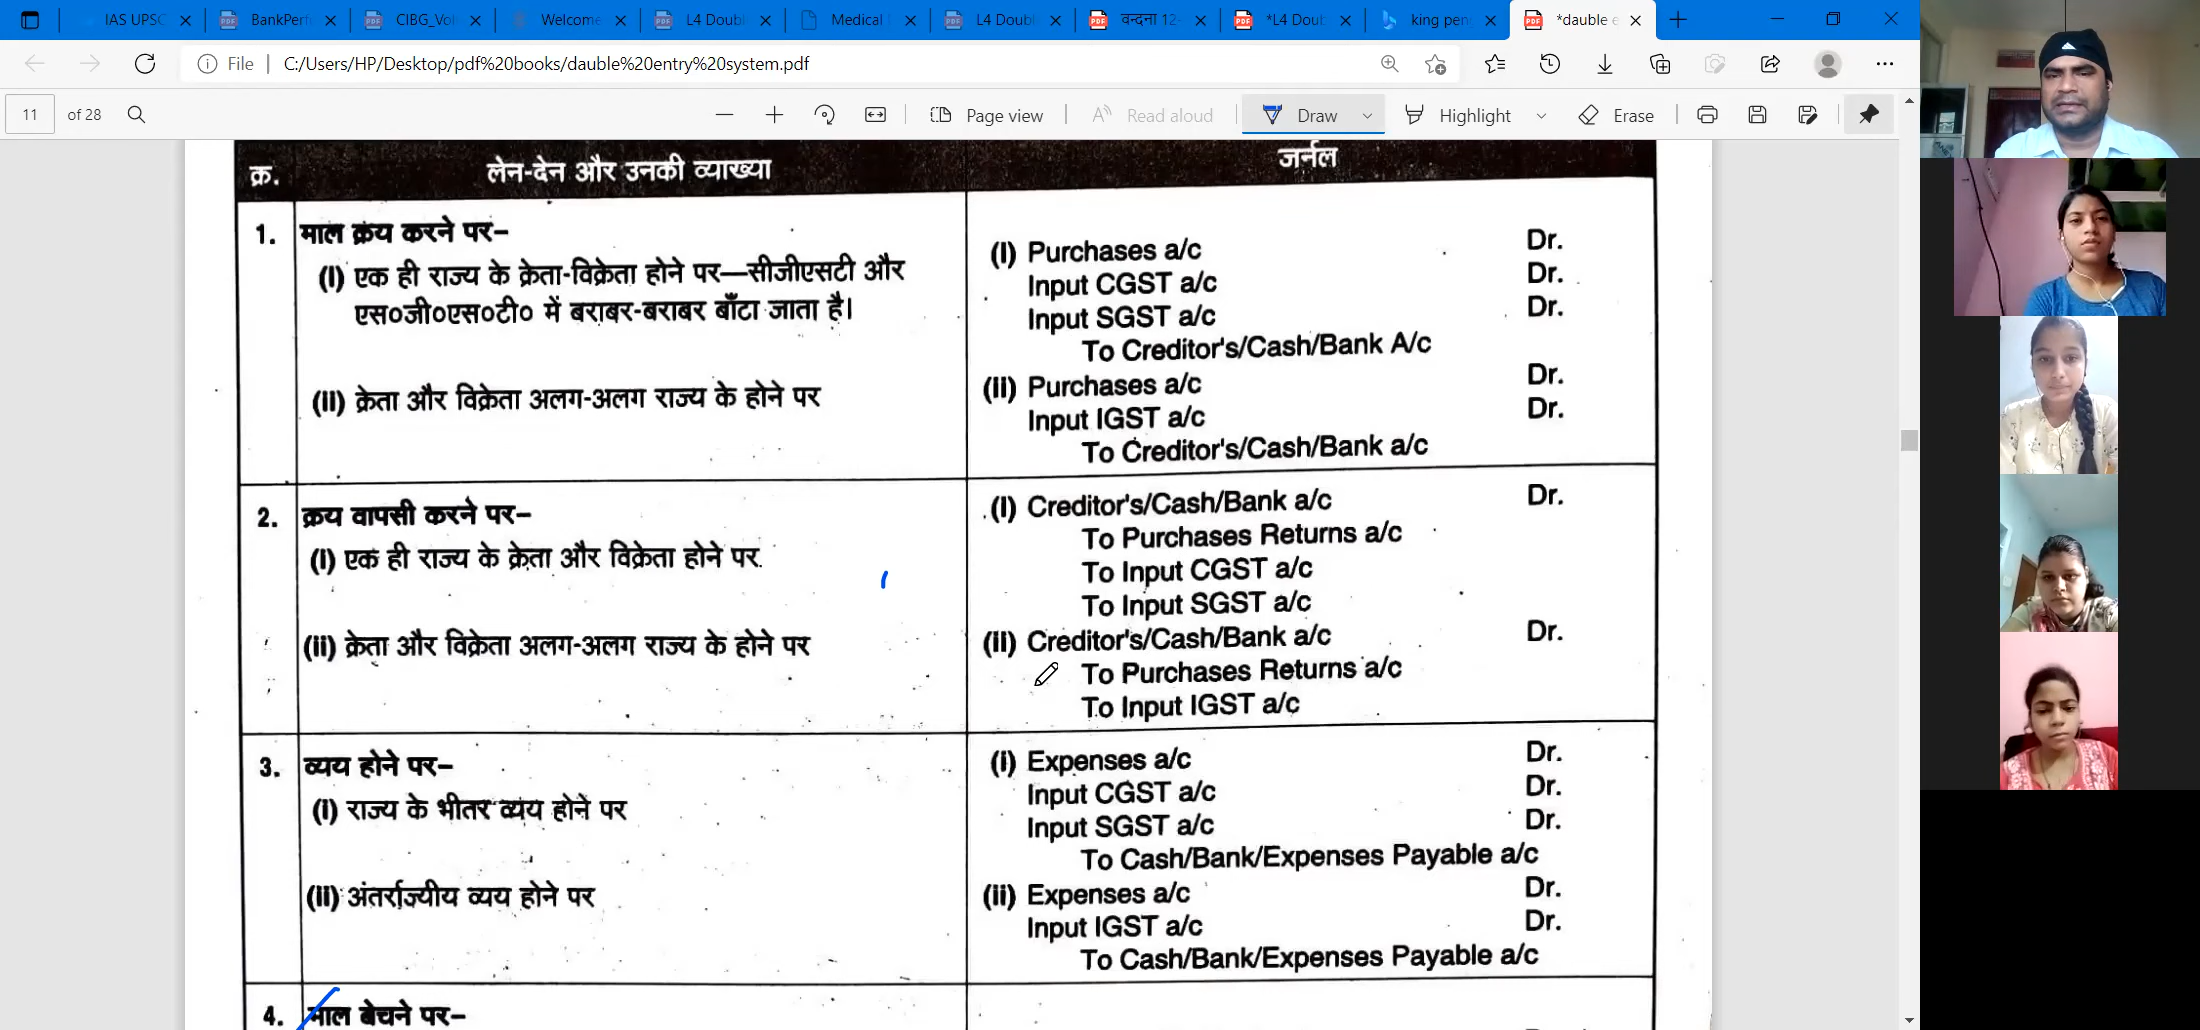 IAS UPSC
BankPerf
CIBG_Vol
Welcome
L4 Doubl
Medical
L4 Doubl
वन्दना 12-
*L4 Doub
king pen
*dauble e
File | C:/Users/HP/Desktop/pdf%20books/dauble%20entry%20system.pdf
11 of 28
Page view
Read aloud
Draw
Highlight
Erase
क्र. लेन-देन और उनकी व्याख्या जर्नल
1. माल क्रय करने पर–
(i) एक ही राज्य के क्रेता-विक्रेता होने पर—सीजीएसटी और
एस०जी०एस०टी० में बराबर-बराबर बाँटा जाता है।
(ii) क्रेता और विक्रेता अलग-अलग राज्य के होने पर
(i) Purchases a/c Dr.
Input CGST a/c Dr.
Input SGST a/c Dr.
To Creditor's/Cash/Bank A/c
(ii) Purchases a/c Dr.
Input IGST a/c Dr.
To Creditor's/Cash/Bank a/c
2. क्रय वापसी करने पर–
(i) एक ही राज्य के क्रेता और विक्रेता होने पर
(ii) क्रेता और विक्रेता अलग-अलग राज्य के होने पर
(i) Creditor's/Cash/Bank a/c Dr.
To Purchases Returns a/c
To Input CGST a/c
To Input SGST a/c
(ii) Creditor's/Cash/Bank a/c Dr.
To Purchases Returns a/c
To Input IGST a/c
3. व्यय होने पर–
(i) राज्य के भीतर व्यय होने पर
(ii) अंतर्राज्यीय व्यय होने पर
(i) Expenses a/c Dr.
Input CGST a/c Dr.
Input SGST a/c Dr.
To Cash/Bank/Expenses Payable a/c
(ii) Expenses a/c Dr.
Input IGST a/c Dr.
To Cash/Bank/Expenses Payable a/c
4. माल बेचने पर–